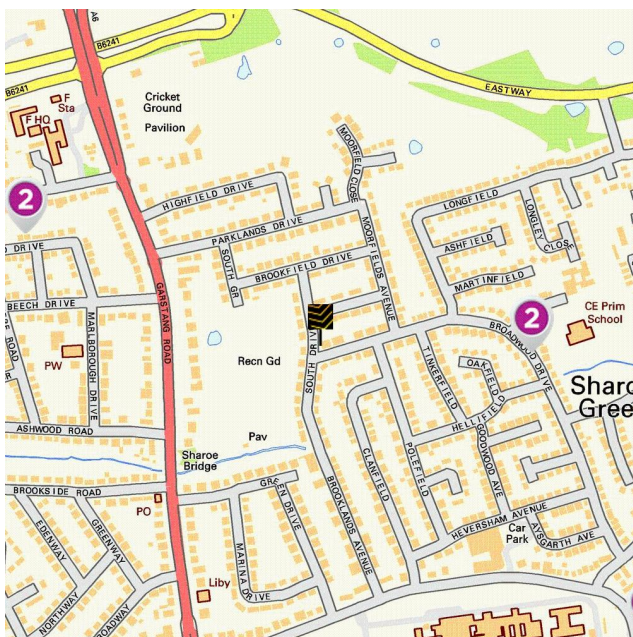 A6
B6241
B6241
B6241
EASTWAY
F
Sta
F HQ
Cricket
Ground
Pavilion
MOORFIELD CLOSE
HIGHFIELD DRIVE
PARKLANDS DRIVE
LONGFIELD
LONGLEY CLOSE
2
DRIVE
SOUTH GR
BROOKFIELD DRIVE
MOORFIELDS AVENUE
ASHFIELD
MARTINFIELD
BEECH DRIVE
GARSTANG ROAD
MARLBOROUGH DRIVE
2
CE Prim
School
BROADWOOD DRIVE
PW
Recn Gd
SOUTH DRIVE
TINKERFIELD
OAKFIELD
Sharo
Gree
HELLIFIELD
ASHWOOD ROAD
Pav
Sharoe
Bridge
CLANFIELD
POLEFIELD
GOODWOOD AVE
BROOKSIDE ROAD
PO
GREEN DRIVE
BROOKLANDS AVENUE
HEVERSHAM AVENUE
Car
Park
AYSGARTH AVE
EDENWAY
GREENWAY
MARINA DRIVE
NORTHWAY
BROADWAY
Liby